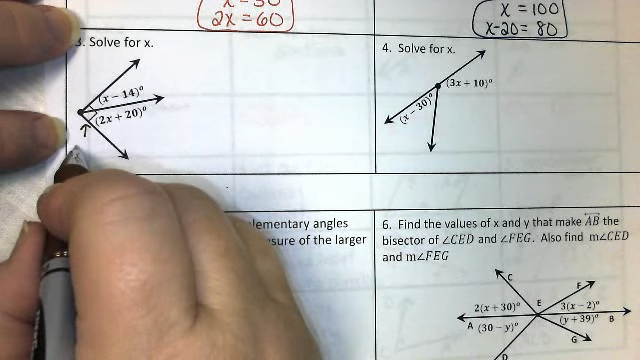 2x = 60
x = 100
x-20= 80
3. Solve for x.
(x − 14)°
(2x + 20)°
4. Solve for x.
(3x + 10)°
(x − 30)°
lementary angles
sure of the larger
6. Find the values of x and y that make AB the
bisector of ∠CED and ∠FEG. Also find m∠CED
and m∠FEG
C
F
2(x + 30)°
E
3(x − 2)°
A
(30 − y)°
(y + 39)°
B
G
D